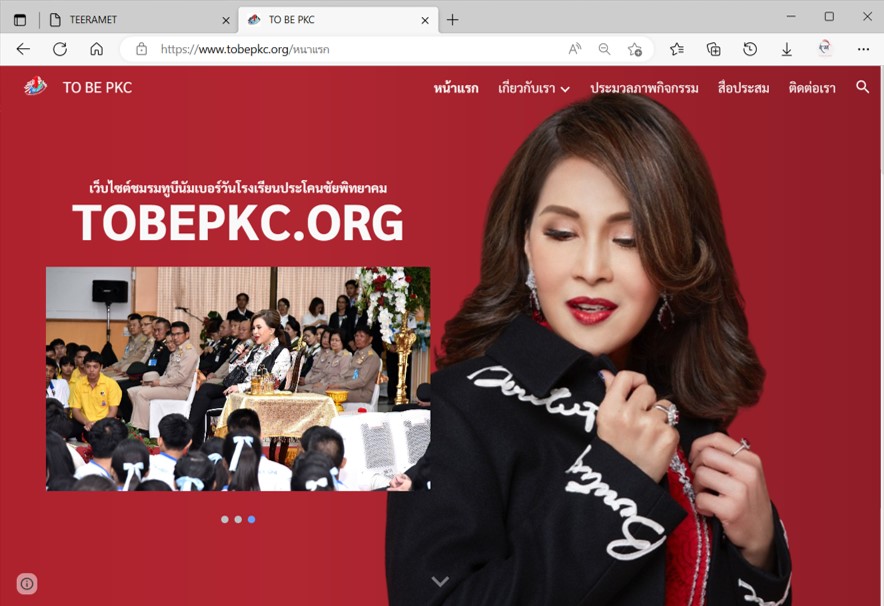 TEERAMET
TO BE PKC
https://www.tobepkc.org/หน้าแรก
TO BE PKC
หน้าแรก
เกี่ยวกับเรา
ประมวลภาพกิจกรรม
สื่อประสม
ติดต่อเรา
เว็บไซต์ชมรมทูบีนัมเบอร์วันโรงเรียนประโคนชัยพิทยาคม
TOBEPKC.ORG